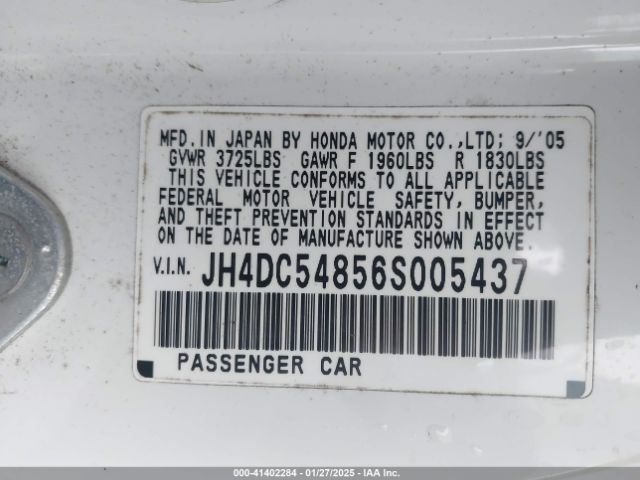 MFD.IN JAPAN BY HONDA MOTOR CO.,LTD; 9/'05
GVWR 3725LBS GAWR F 1960LBS R 1830LBS
THIS VEHICLE CONFORMS TO ALL APPLICABLE
FEDERAL MOTOR VEHICLE SAFETY, BUMPER,
AND THEFT PREVENTION STANDARDS IN EFFECT
ON THE DATE OF MANUFACTURE SHOWN ABOVE.
V.I.N. JH4DC54856S005437
PASSENGER CAR
00-41402284 - 01/27/2025 - IAA.COM